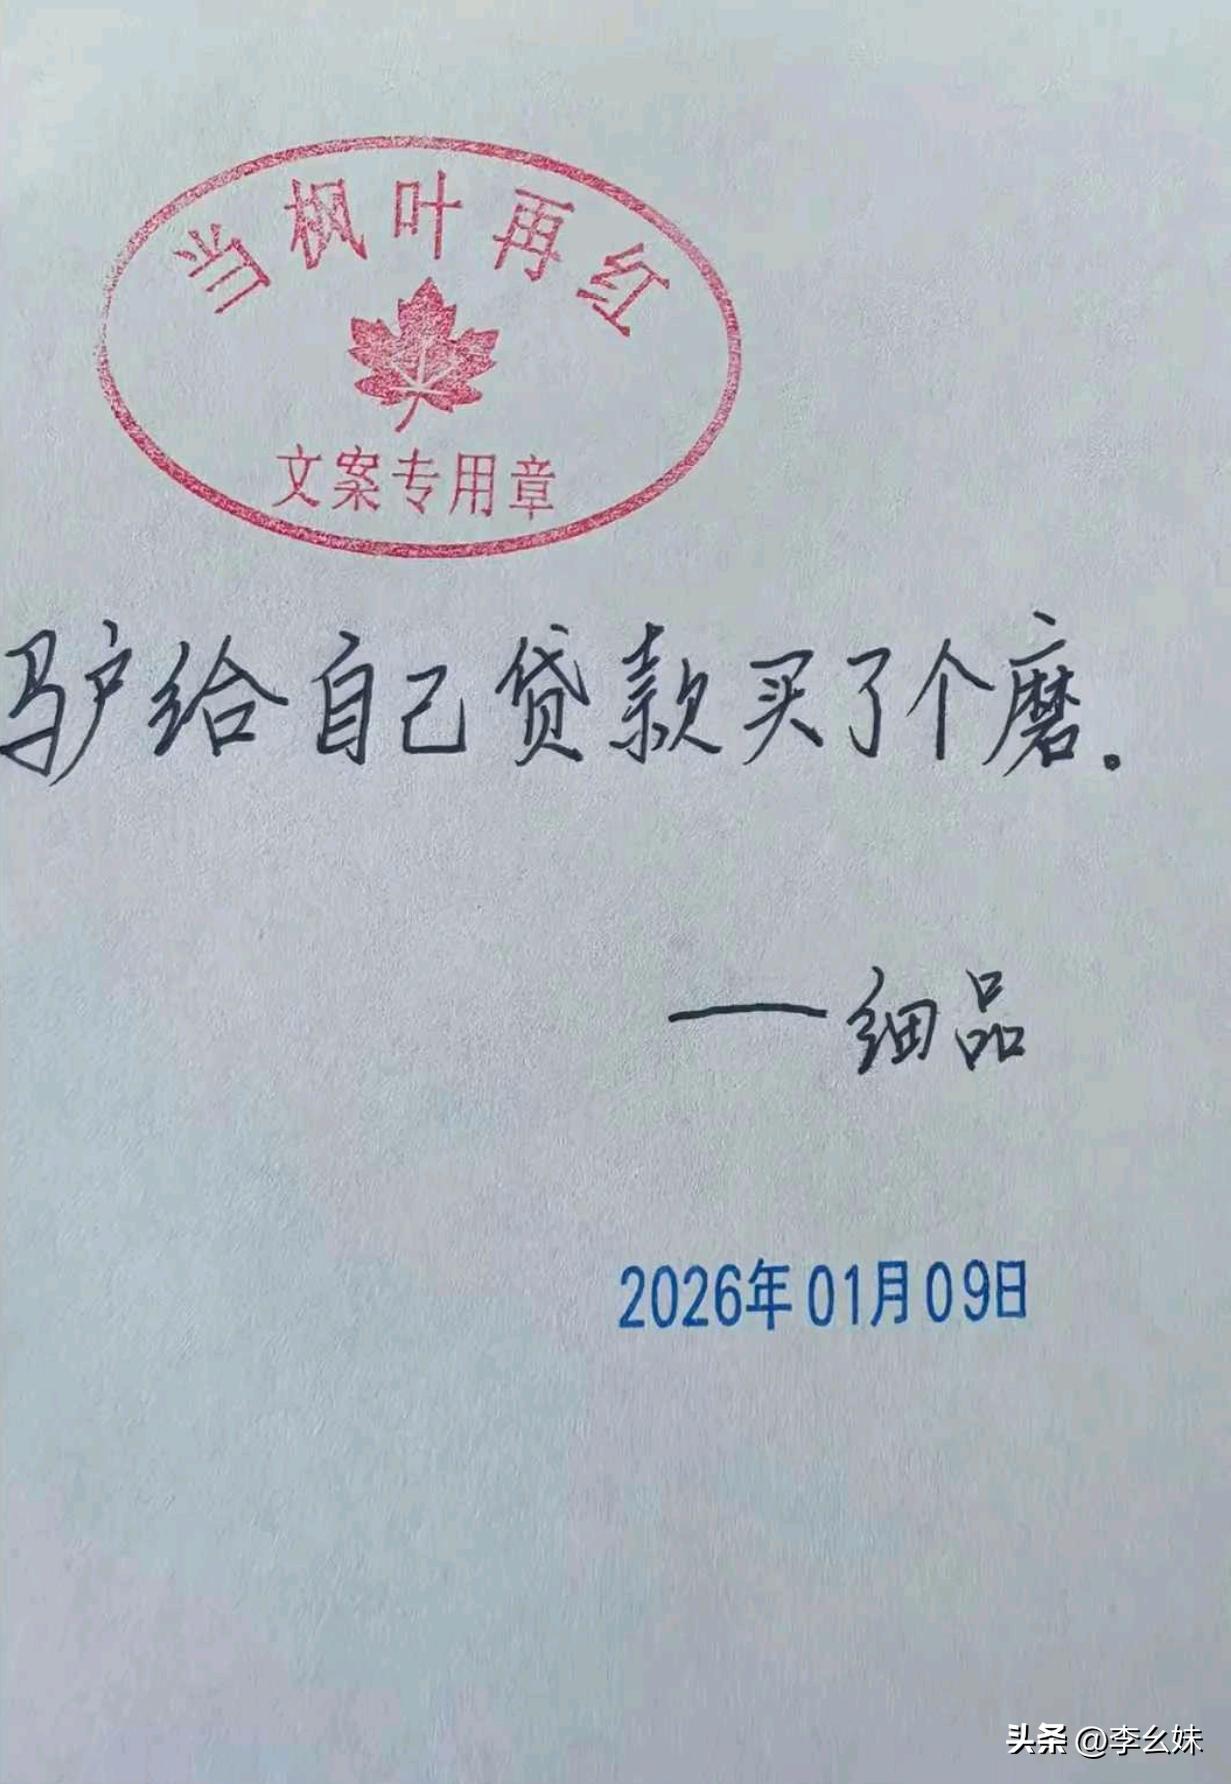 当枫叶再红
文案专用章
驴给自己贷款买了个磨.
——细品
2026年01月09日
头条 @李幺妹